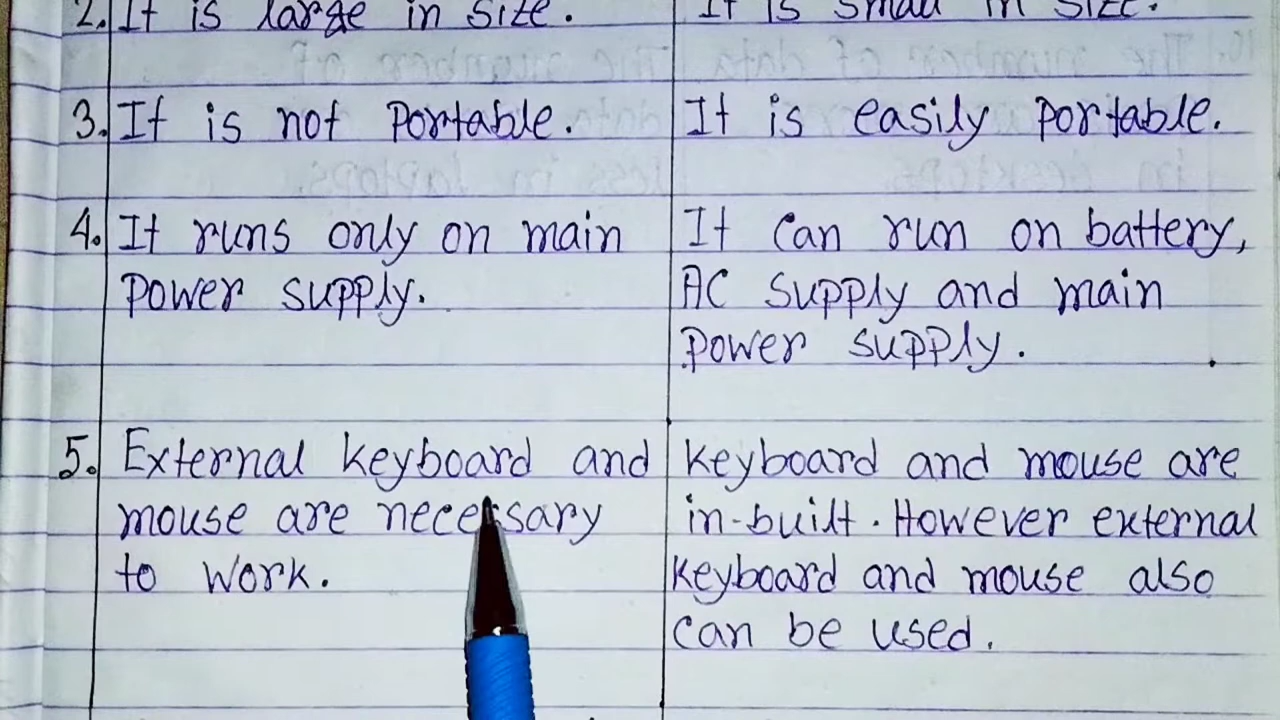 2. It is large in size.
It is small in size.
3. It is not Portable.
It is easily portable.
4. It runs only on main
Power supply.
It can run on battery,
AC supply and main
power supply.
5. External keyboard and
mouse are necessary
to work.
Keyboard and mouse are
in-built. However external
keyboard and mouse also
can be used.